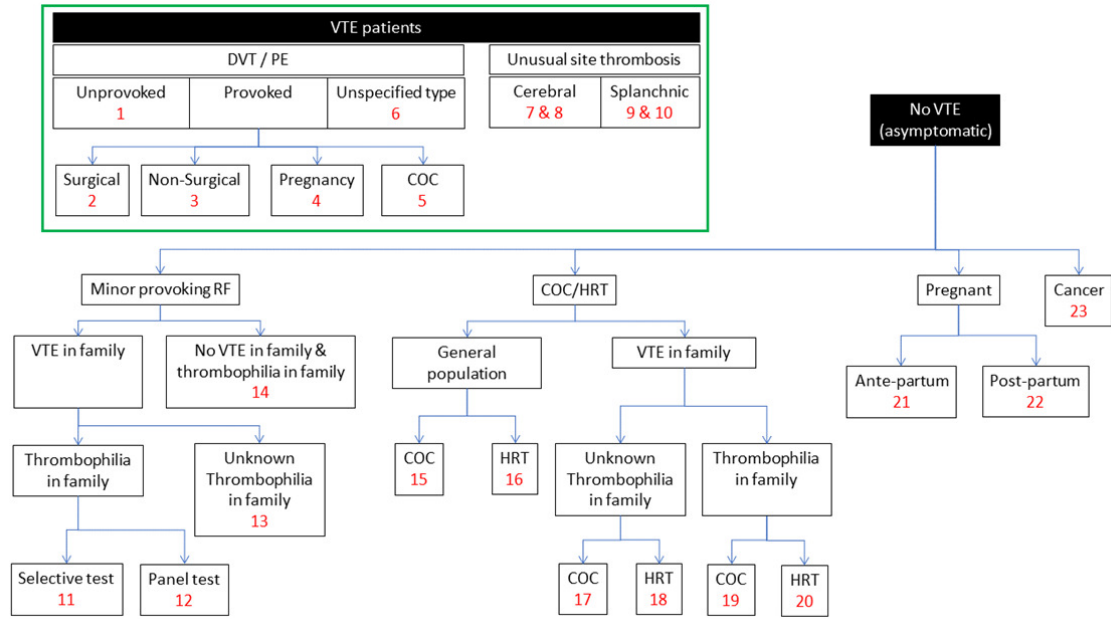 VTE patients
DVT / PE
Unusual site thrombosis
Unprovoked
1
Provoked
Unspecified type
6
Cerebral
7 & 8
Splanchnic
9 & 10
No VTE
(asymptomatic)
Surgical
2
Non-Surgical
3
Pregnancy
4
COC
5
Minor provoking RF
COC/HRT
Pregnant
Cancer
23
VTE in family
No VTE in family &
thrombophilia in family
14
General
population
VTE in family
Ante-partum
21
Post-partum
22
Thrombophilia
in family
Unknown
Thrombophilia
in family
13
COC
15
HRT
16
Unknown
Thrombophilia
in family
Thrombophilia
in family
Selective test
11
Panel test
12
COC
17
HRT
18
COC
19
HRT
20